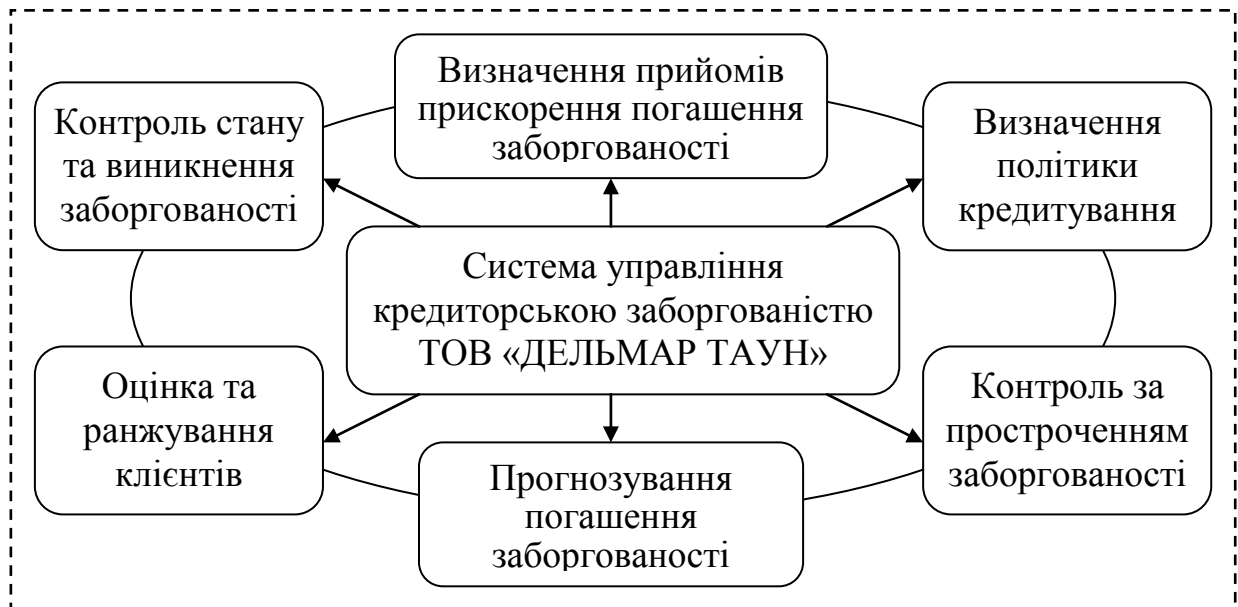 Визначення прийомів
прискорення погашення
заборгованості
Контроль стану
та виникнення
заборгованості
Визначення
політики
кредитування
Система управління
кредиторською заборгованістю
ТОВ «ДЕЛЬМАР ТАУН»
Оцінка та
ранжування
клієнтів
Контроль за
простроченням
заборгованості
Прогнозування
погашення
заборгованості